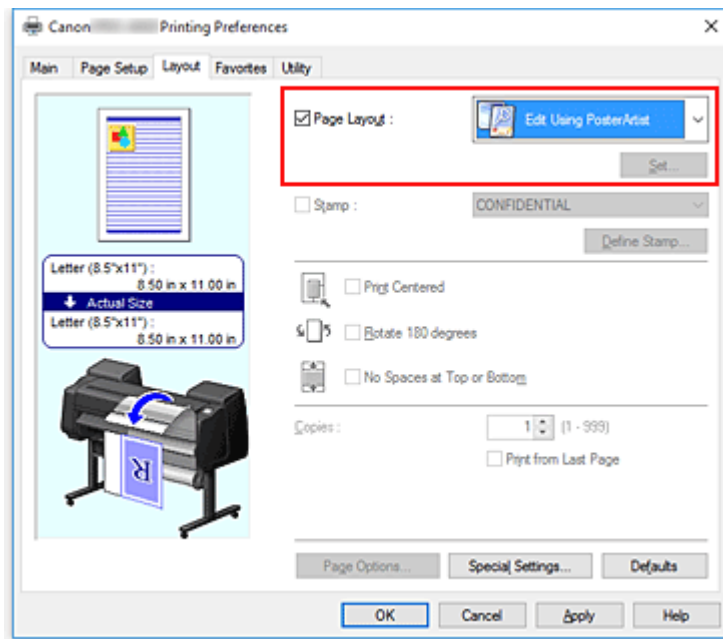 Canon Printing Preferences
Main Page Setup Layout Favorites Utility
Page Layout : Edit Using PosterArtist
Set...
Stamp : CONFIDENTIAL
Define Stamp...
Letter (8.5"x11") :
8.50 in x 11.00 in
Actual Size
Letter (8.5"x11") :
8.50 in x 11.00 in
Print Centered
Rotate 180 degrees
No Spaces at Top or Bottom
Copies : 1 (1 - 999)
Print from Last Page
R
Page Options... Special Settings... Defaults
OK Cancel Apply Help